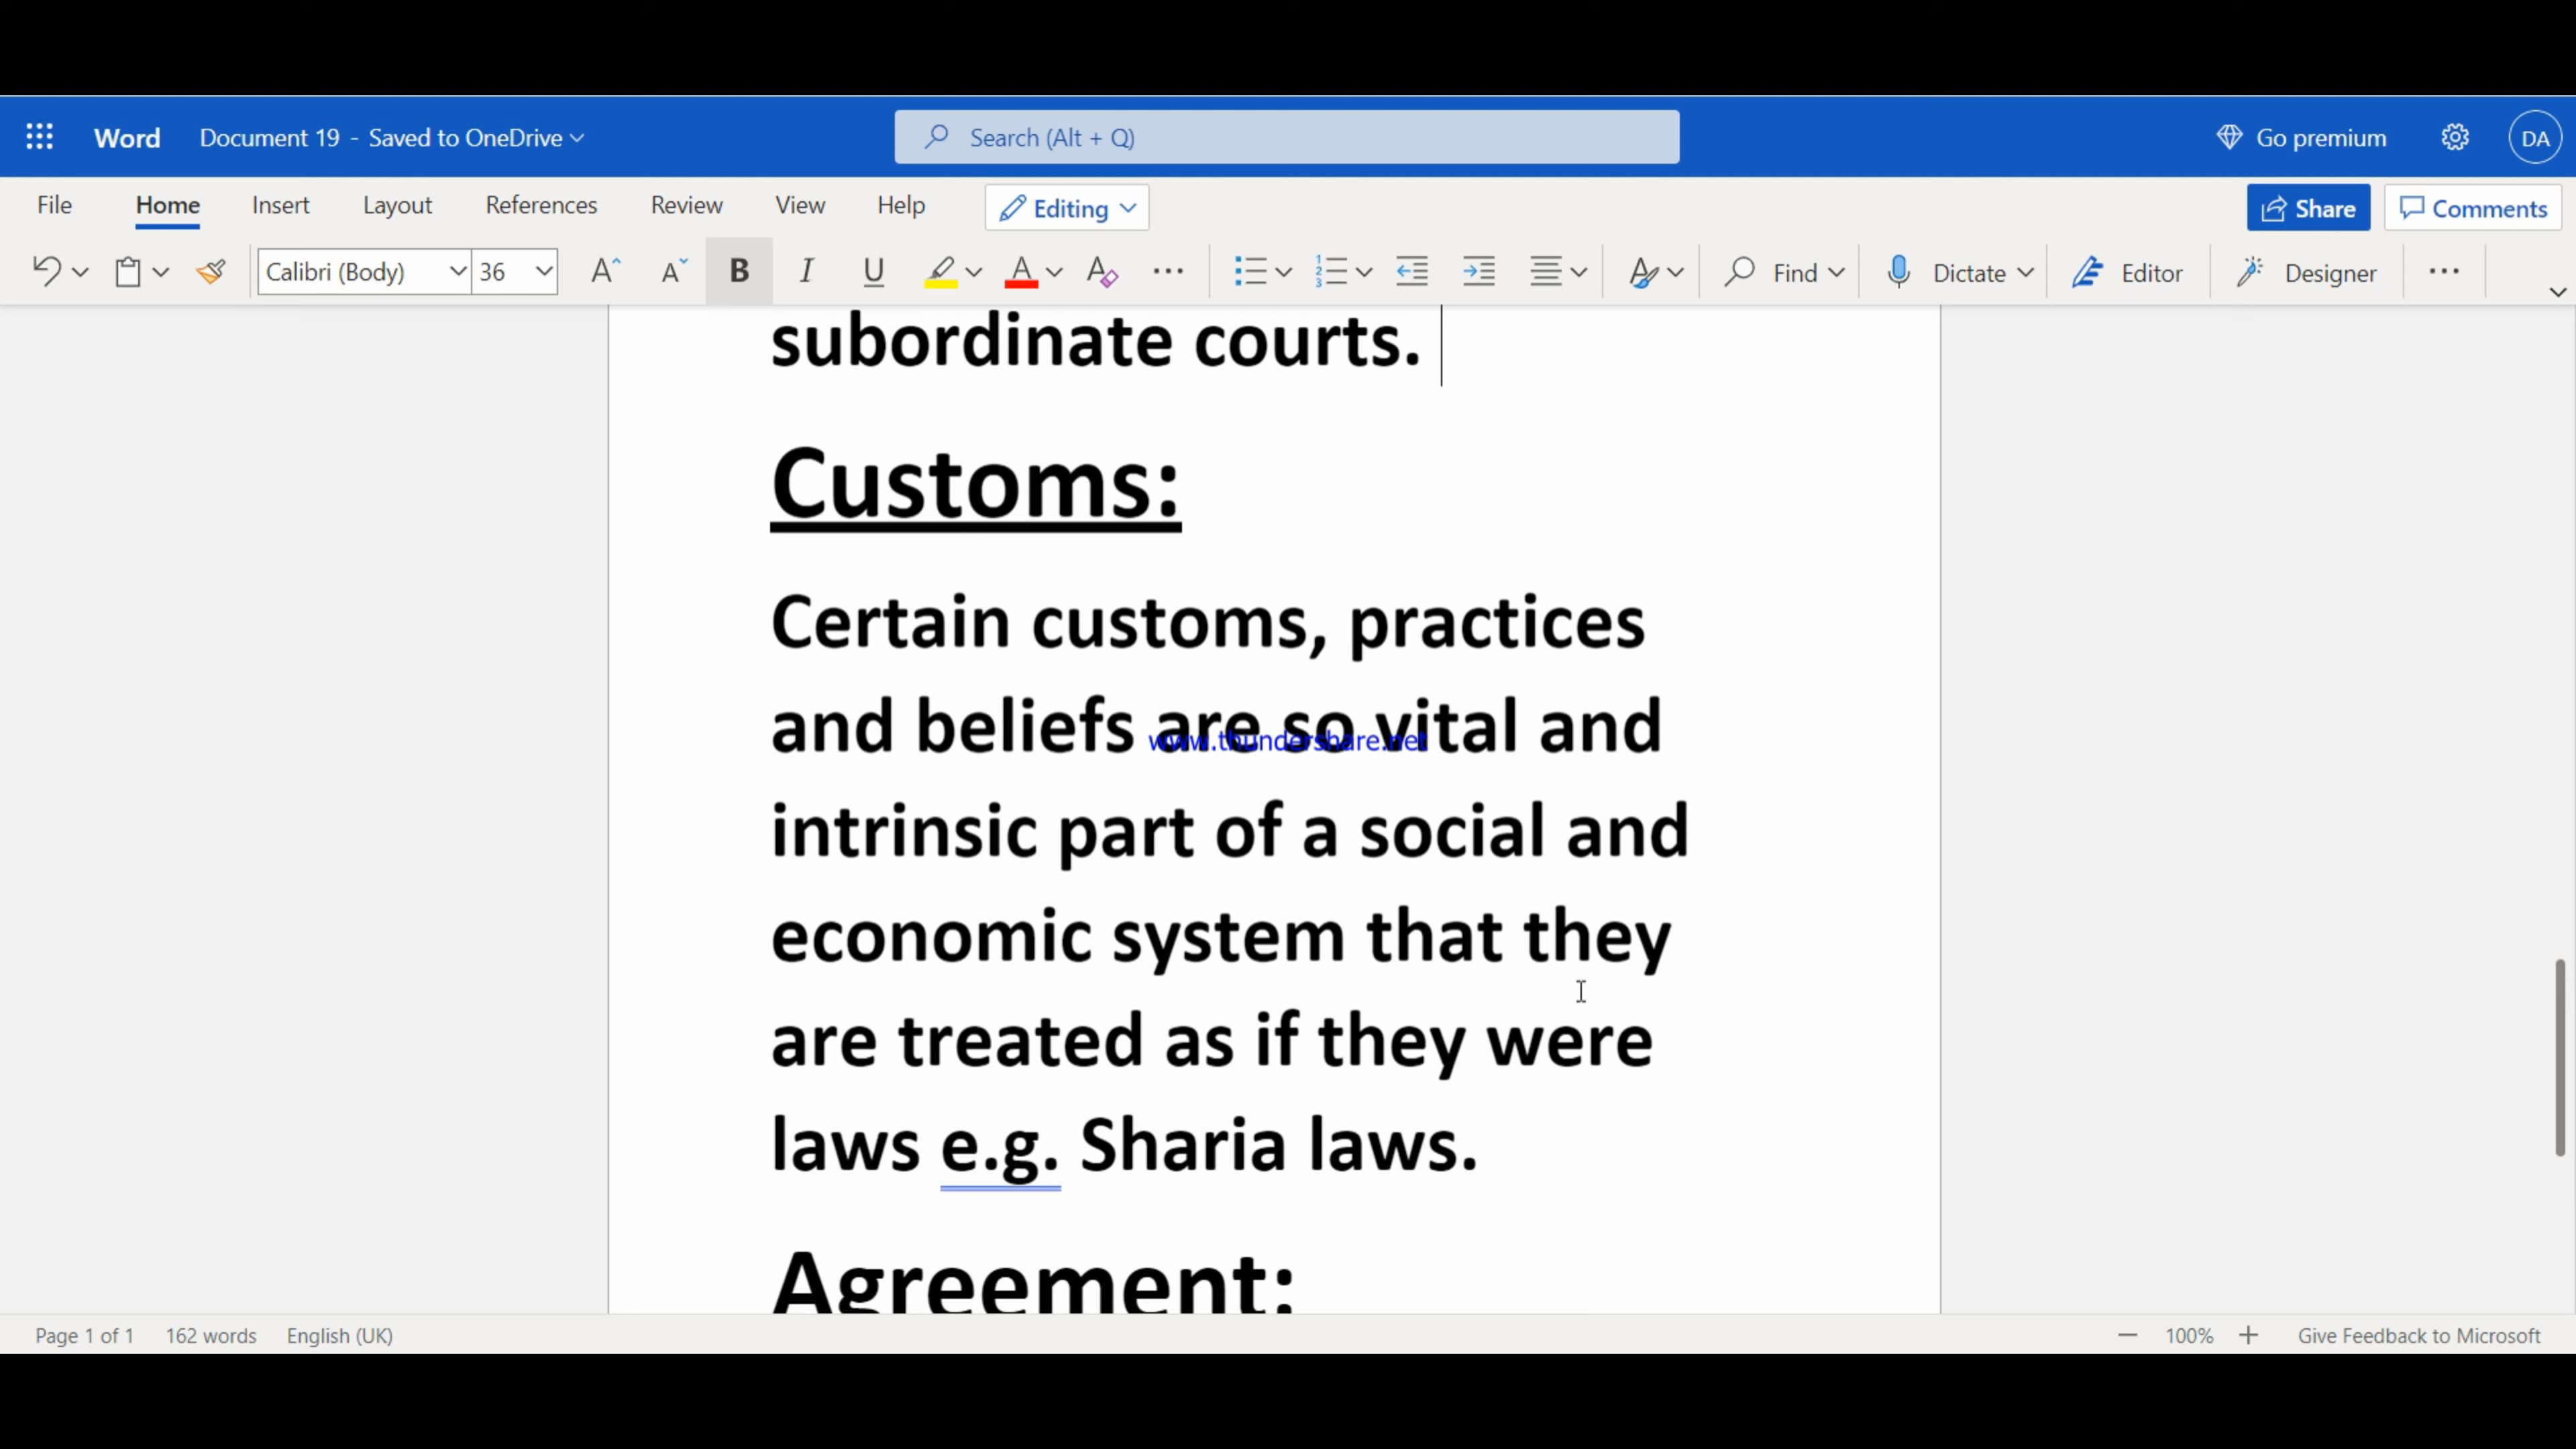 Word Document 19 - Saved to OneDrive Search (Alt + Q) Go premium DA
File Home Insert Layout References Review View Help Editing Share Comments
Calibri (Body) 36 B I U Find Dictate Editor Designer
subordinate courts.
Customs:
Certain customs, practices
and beliefs are so vital and
www.thundershare.net
intrinsic part of a social and
economic system that they
are treated as if they were
laws e.g. Sharia laws.
Agreement:
Page 1 of 1 162 words English (UK) 100% Give Feedback to Microsoft